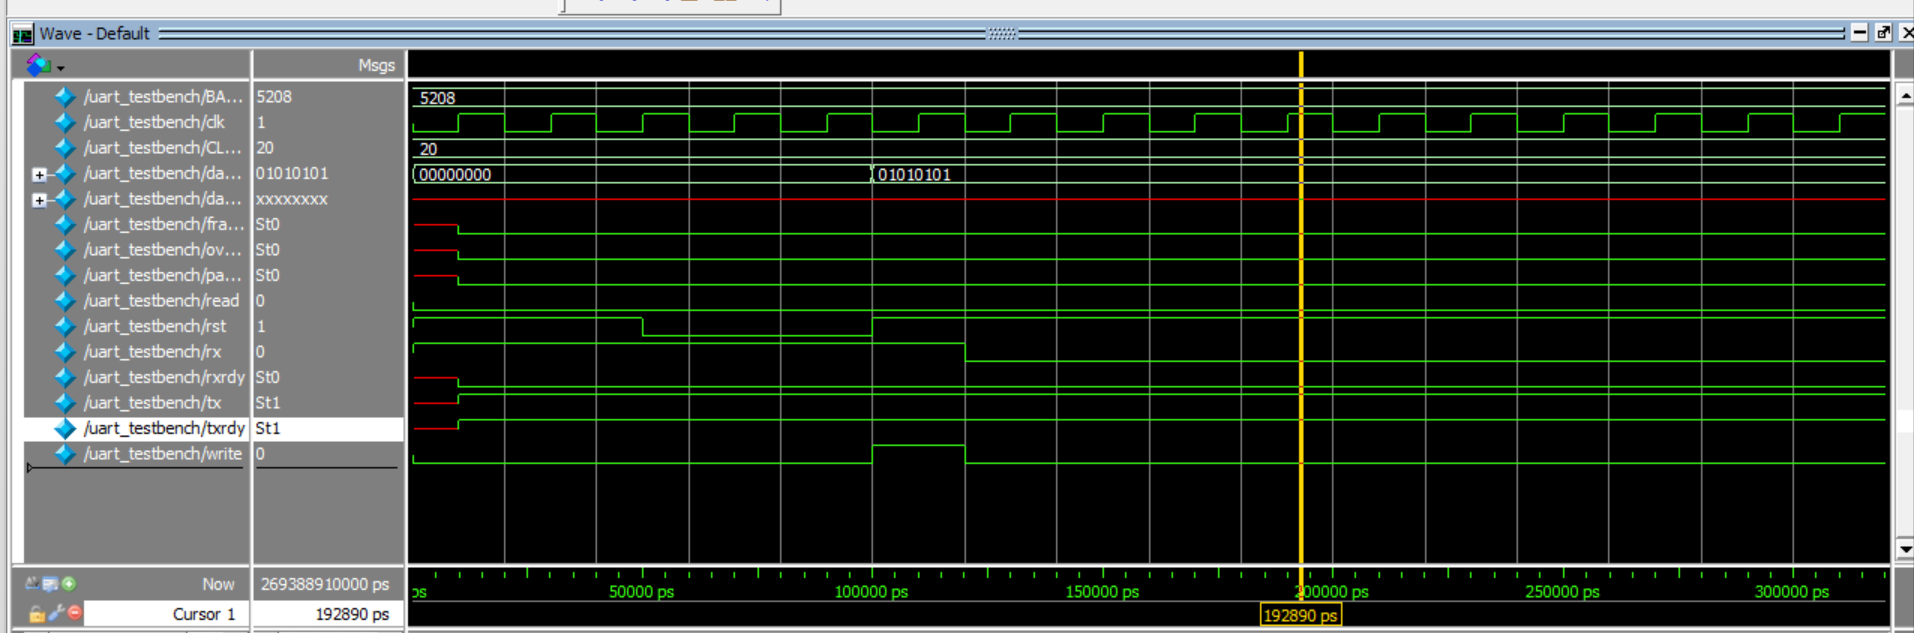 Wave - Default
Msgs
/uart_testbench/BA... 5208 5208
/uart_testbench/clk 1
/uart_testbench/CL... 20 20
/uart_testbench/da... 01010101 00000000 01010101
/uart_testbench/da... xxxxxxxx
/uart_testbench/fra... St0
/uart_testbench/ov... St0
/uart_testbench/pa... St0
/uart_testbench/read 0
/uart_testbench/rst 1
/uart_testbench/rx 0
/uart_testbench/rxrdy St0
/uart_testbench/tx St1
/uart_testbench/txrdy St1
/uart_testbench/write 0
Now 269388910000 ps ps 50000 ps 100000 ps 150000 ps 200000 ps 250000 ps 300000 ps
Cursor 1 192890 ps 192890 ps